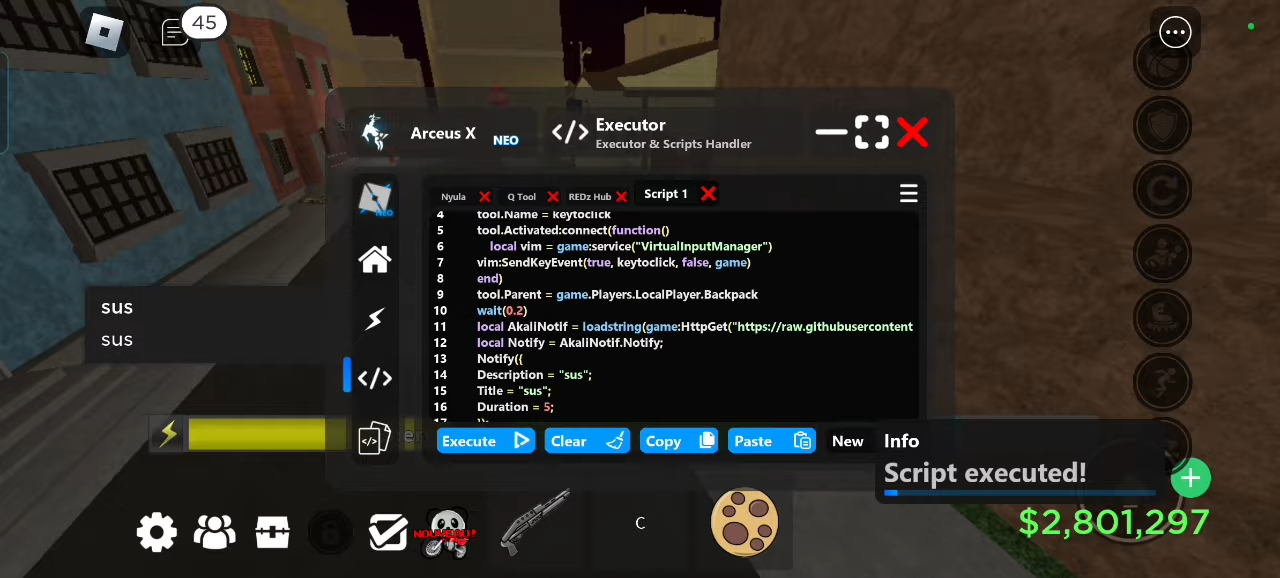 45
Arceus X NEO
Executor
Executor & Scripts Handler
NEO
Nyula
Q Tool
REDz Hub
Script 1
4 tool.Name = keytoclick
5 tool.Activated:connect(function()
6 local vim = game:service("VirtualInputManager")
7 vim:SendKeyEvent(true, keytoclick, false, game)
8 end)
9 tool.Parent = game.Players.LocalPlayer.Backpack
10 wait(0.2)
11 local AkaliNotif = loadstring(game:HttpGet("https://raw.githubusercontent
12 local Notify = AkaliNotif.Notify;
13 Notify({
14 Description = "sus";
15 Title = "sus";
16 Duration = 5;
17 });
sus
sus
Execute
Clear
Copy
Paste
New
Info
Script executed!
C
$2,801,297